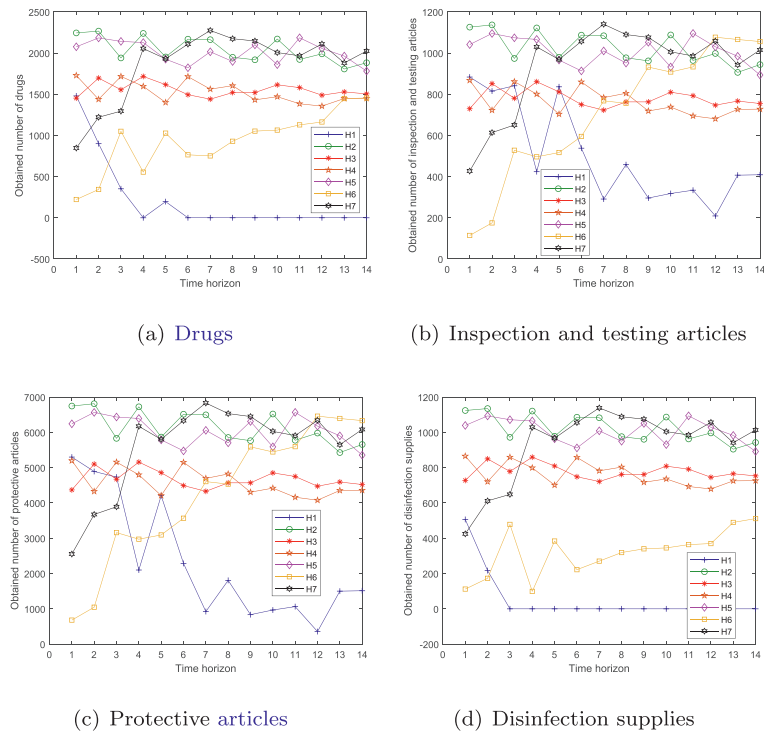 2500
2000
1500
1000
500
0
-500
Obtained number of drugs
H1
H2
H3
H4
H5
H6
H7
0 1 2 3 4 5 6 7 8 9 10 11 12 13 14
Time horizon
(a) Drugs
1200
1000
800
600
400
200
0
Obtained number of inspection and testing articles
H1
H2
H3
H4
H5
H6
H7
0 1 2 3 4 5 6 7 8 9 10 11 12 13 14
Time horizon
(b) Inspection and testing articles
7000
6000
5000
4000
3000
2000
1000
0
Obtained number of protective articles
H1
H2
H3
H4
H5
H6
H7
0 1 2 3 4 5 6 7 8 9 10 11 12 13 14
Time horizon
(c) Protective articles
1200
1000
800
600
400
200
0
-200
Obtained number of disinfection supplies
H1
H2
H3
H4
H5
H6
H7
0 1 2 3 4 5 6 7 8 9 10 11 12 13 14
Time horizon
(d) Disinfection supplies